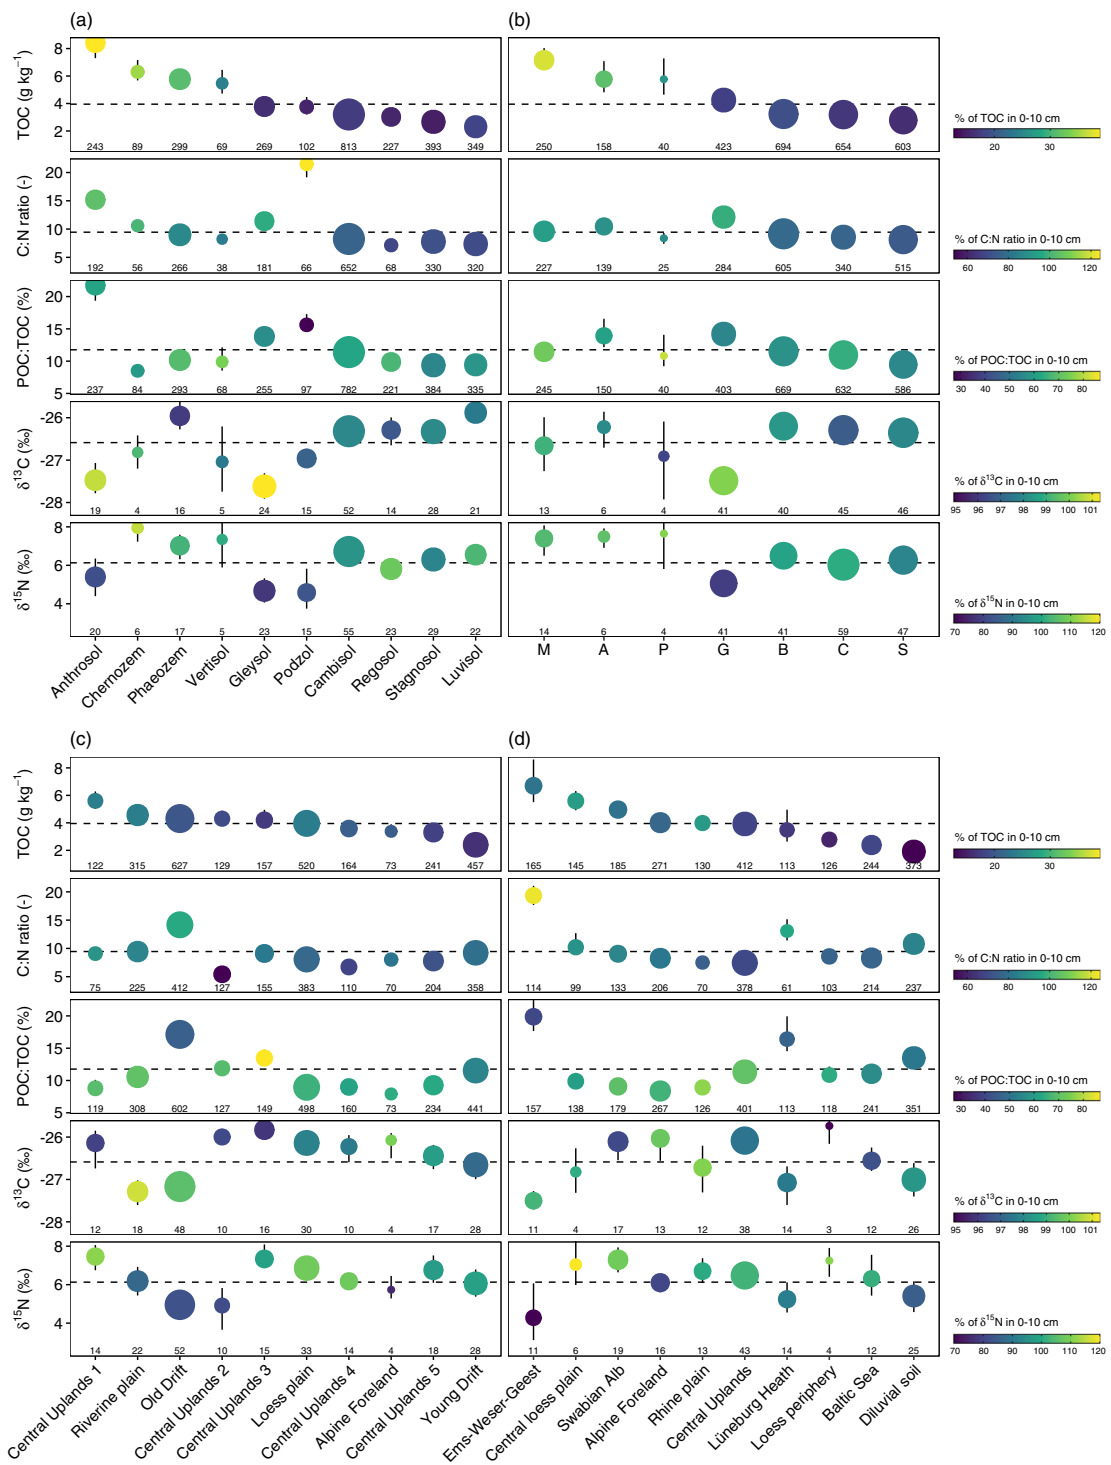 (a)
(b)
TOC (g kg⁻¹)
8
6
4
2
243 89 299 69 269 102 813 227 393 349
250 158 40 423 694 654 603
% of TOC in 0-10 cm
20 30
C:N ratio (-)
20
15
10
5
192 56 266 38 181 66 652 68 330 320
227 139 25 284 605 340 515
% of C:N ratio in 0-10 cm
60 80 100 120
POC:TOC (%)
20
15
10
5
237 84 293 68 255 97 782 221 384 335
245 150 40 403 669 632 586
% of POC:TOC in 0-10 cm
30 40 50 60 70 80
δ¹³C (‰)
-26
-27
-28
19 4 16 5 24 15 52 14 28 21
13 6 4 41 40 45 46
% of δ¹³C in 0-10 cm
95 96 97 98 99 100 101
δ¹⁵N (‰)
8
6
4
20 6 17 5 23 15 55 23 29 22
14 6 4 41 41 59 47
% of δ¹⁵N in 0-10 cm
70 80 90 100 110 120
Anthrosol
Chernozem
Phaeozem
Vertisol
Gleysol
Podzol
Cambisol
Regosol
Stagnosol
Luvisol
M A P G B C S
(c)
(d)
TOC (g kg⁻¹)
8
6
4
2
122 315 627 129 157 520 164 73 241 457
165 145 185 271 130 412 113 126 244 373
% of TOC in 0-10 cm
20 30
C:N ratio (-)
20
15
10
5
75 225 412 127 155 383 110 70 204 358
114 99 133 206 70 378 61 103 214 237
% of C:N ratio in 0-10 cm
60 80 100 120
POC:TOC (%)
20
15
10
5
119 308 602 127 149 498 160 73 234 441
157 138 179 267 126 401 113 118 241 351
% of POC:TOC in 0-10 cm
30 40 50 60 70 80
δ¹³C (‰)
-26
-27
-28
12 18 48 10 16 30 10 4 17 28
11 4 17 13 12 38 14 3 12 26
% of δ¹³C in 0-10 cm
95 96 97 98 99 100 101
δ¹⁵N (‰)
8
6
4
14 22 52 10 15 33 14 4 18 28
11 6 19 16 13 43 14 4 12 25
% of δ¹⁵N in 0-10 cm
70 80 90 100 110 120
Central Uplands 1
Riverine plain
Old Drift
Central Uplands 2
Central Uplands 3
Loess plain
Central Uplands 4
Alpine Foreland
Central Uplands 5
Young Drift
Ems-Weser-Geest
Central loess plain
Swabian Alb
Alpine Foreland
Rhine plain
Central Uplands
Lüneburg Heath
Loess periphery
Baltic Sea
Diluvial soil